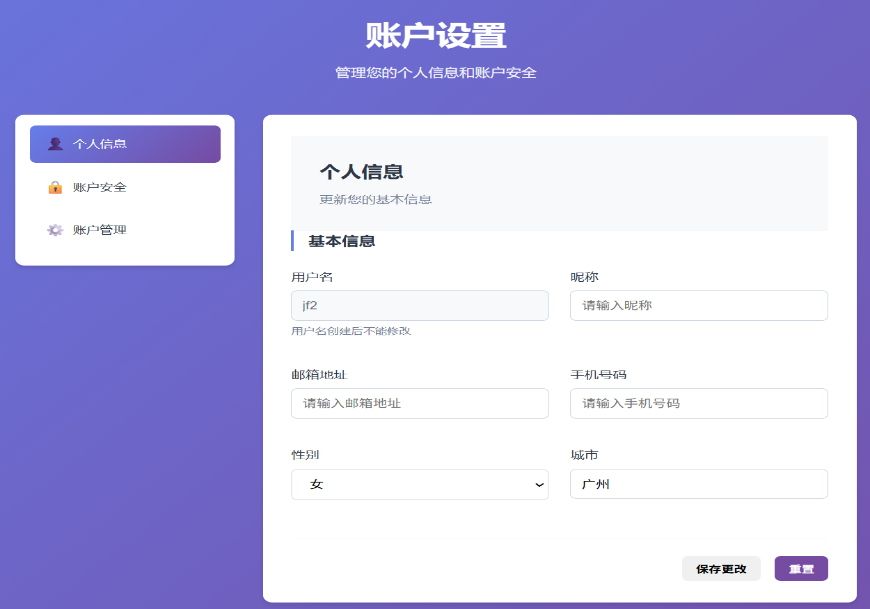 账户设置
管理您的个人信息和账户安全
个人信息
账户安全
账户管理
个人信息
更新您的基本信息
基本信息
用户名 昵称
jf2 请输入昵称
用户名创建后不能修改
邮箱地址 手机号码
请输入邮箱地址 请输入手机号码
性别 城市
女 广州
保存更改 重置